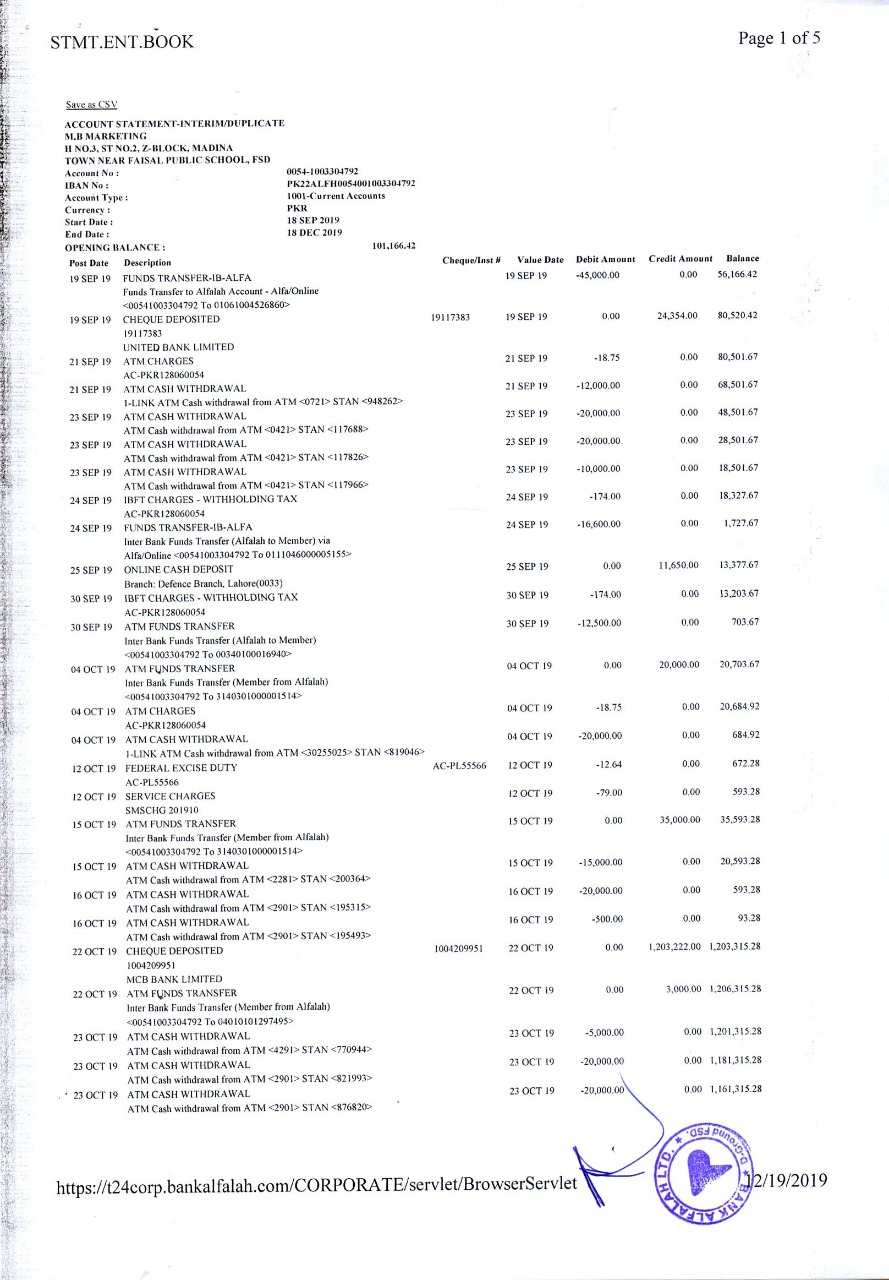 STMT.ENT.BOOK Page 1 of 5
Save as CSV
ACCOUNT STATEMENT-INTERIM/DUPLICATE
M.B MARKETING
H NO.3, ST NO.2, Z-BLOCK, MADINA
TOWN NEAR FAISAL PUBLIC SCHOOL, FSD
Account No : 0054-1003304792
IBAN No : PK22ALFH0054001003304792
Account Type : 1001-Current Accounts
Currency : PKR
Start Date : 18 SEP 2019
End Date : 18 DEC 2019
OPENING BALANCE : 101,166.42
Post Date Description Cheque/Inst # Value Date Debit Amount Credit Amount Balance
19 SEP 19 FUNDS TRANSFER-IB-ALFA 19 SEP 19 -45,000.00 0.00 56,166.42
Funds Transfer to Alfalah Account - Alfa/Online
<00541003304792 To 01061004526860>
19 SEP 19 CHEQUE DEPOSITED 19117383 19 SEP 19 0.00 24,354.00 80,520.42
19117383
UNITED BANK LIMITED
21 SEP 19 ATM CHARGES 21 SEP 19 -18.75 0.00 80,501.67
AC-PKR128060054
21 SEP 19 ATM CASH WITHDRAWAL 21 SEP 19 -12,000.00 0.00 68,501.67
1-LINK ATM Cash withdrawal from ATM <0721> STAN <948262>
23 SEP 19 ATM CASH WITHDRAWAL 23 SEP 19 -20,000.00 0.00 48,501.67
ATM Cash withdrawal from ATM <0421> STAN <117688>
23 SEP 19 ATM CASH WITHDRAWAL 23 SEP 19 -20,000.00 0.00 28,501.67
ATM Cash withdrawal from ATM <0421> STAN <117826>
23 SEP 19 ATM CASH WITHDRAWAL 23 SEP 19 -10,000.00 0.00 18,501.67
ATM Cash withdrawal from ATM <0421> STAN <117966>
24 SEP 19 IBFT CHARGES - WITHHOLDING TAX 24 SEP 19 -174.00 0.00 18,327.67
AC-PKR128060054
24 SEP 19 FUNDS TRANSFER-IB-ALFA 24 SEP 19 -16,600.00 0.00 1,727.67
Inter Bank Funds Transfer (Alfalah to Member) via
Alfa/Online <00541003304792 To 0111046000005155>
25 SEP 19 ONLINE CASH DEPOSIT 25 SEP 19 0.00 11,650.00 13,377.67
Branch: Defence Branch, Lahore(0033)
30 SEP 19 IBFT CHARGES - WITHHOLDING TAX 30 SEP 19 -174.00 0.00 13,203.67
AC-PKR128060054
30 SEP 19 ATM FUNDS TRANSFER 30 SEP 19 -12,500.00 0.00 703.67
Inter Bank Funds Transfer (Alfalah to Member)
<00541003304792 To 00340100016940>
04 OCT 19 ATM FUNDS TRANSFER 04 OCT 19 0.00 20,000.00 20,703.67
Inter Bank Funds Transfer (Member from Alfalah)
<00541003304792 To 3140301000001514>
04 OCT 19 ATM CHARGES 04 OCT 19 -18.75 0.00 20,684.92
AC-PKR128060054
04 OCT 19 ATM CASH WITHDRAWAL 04 OCT 19 -20,000.00 0.00 684.92
1-LINK ATM Cash withdrawal from ATM <30255025> STAN <819046>
12 OCT 19 FEDERAL EXCISE DUTY AC-PL55566 12 OCT 19 -12.64 0.00 672.28
AC-PL55566
12 OCT 19 SERVICE CHARGES 12 OCT 19 -79.00 0.00 593.28
SMSCHG 201910
15 OCT 19 ATM FUNDS TRANSFER 15 OCT 19 0.00 35,000.00 35,593.28
Inter Bank Funds Transfer (Member from Alfalah)
<00541003304792 To 3140301000001514>
15 OCT 19 ATM CASH WITHDRAWAL 15 OCT 19 -15,000.00 0.00 20,593.28
ATM Cash withdrawal from ATM <2281> STAN <200364>
16 OCT 19 ATM CASH WITHDRAWAL 16 OCT 19 -20,000.00 0.00 593.28
ATM Cash withdrawal from ATM <2901> STAN <195315>
16 OCT 19 ATM CASH WITHDRAWAL 16 OCT 19 -500.00 0.00 93.28
ATM Cash withdrawal from ATM <2901> STAN <195493>
22 OCT 19 CHEQUE DEPOSITED 1004209951 22 OCT 19 0.00 1,203,222.00 1,203,315.28
1004209951
MCB BANK LIMITED
22 OCT 19 ATM FUNDS TRANSFER 22 OCT 19 0.00 3,000.00 1,206,315.28
Inter Bank Funds Transfer (Member from Alfalah)
<00541003304792 To 04010101297495>
23 OCT 19 ATM CASH WITHDRAWAL 23 OCT 19 -5,000.00 0.00 1,201,315.28
ATM Cash withdrawal from ATM <4291> STAN <770944>
23 OCT 19 ATM CASH WITHDRAWAL 23 OCT 19 -20,000.00 0.00 1,181,315.28
ATM Cash withdrawal from ATM <2901> STAN <821993>
23 OCT 19 ATM CASH WITHDRAWAL 23 OCT 19 -20,000.00 0.00 1,161,315.28
ATM Cash withdrawal from ATM <2901> STAN <876820>
https://t24corp.bankalfalah.com/CORPORATE/servlet/BrowserServlet 12/19/2019
BANK ALFALAH LTD. ★ D-Ground FSD. ★